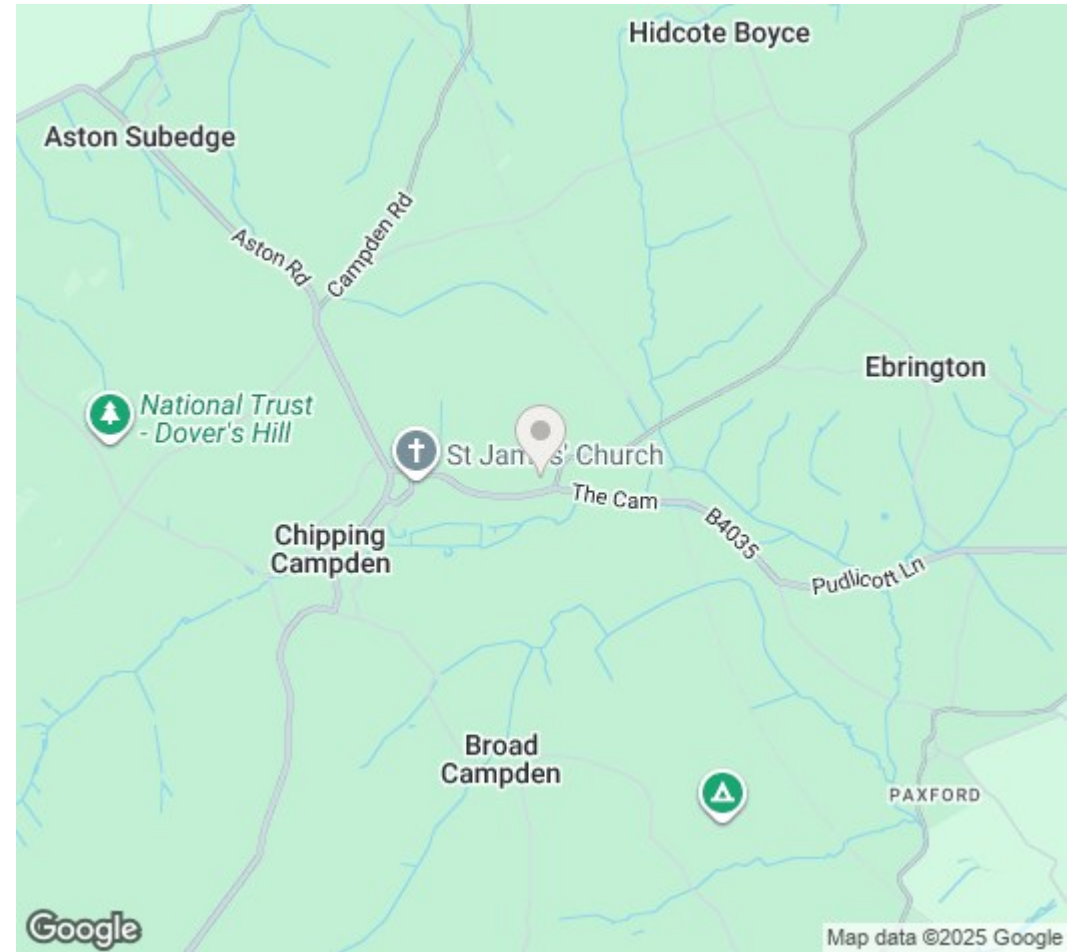 Hidcote Boyce
Aston Subedge
Aston Rd
Campden Rd
Ebrington
National Trust
- Dover's Hill
St James' Church
The Cam
B4035
Chipping
Campden
Pudlicott Ln
Broad
Campden
PAXFORD
Google
Map data ©2025 Google